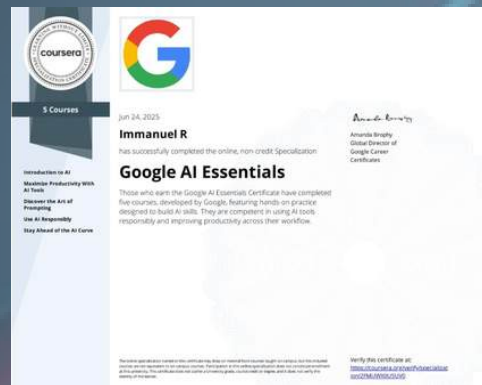 coursera
5 Courses
Introduction to AI
Maximize Productivity With
AI Tools
Discover the Art of
Prompting
Use AI Responsibly
Stay Ahead of the AI Curve
Jun 24, 2025
Immanuel R
has successfully completed the online, non-credit Specialization
Google AI Essentials
Those who earn the Google AI Essentials Certificate have completed
five courses, developed by Google, featuring hands-on practice
designed to build AI skills. They are competent in using AI tools
responsibly and improving productivity across their workflow.
Amanda Brophy
Global Director of
Google Career
Certificates
Verify this certificate at: